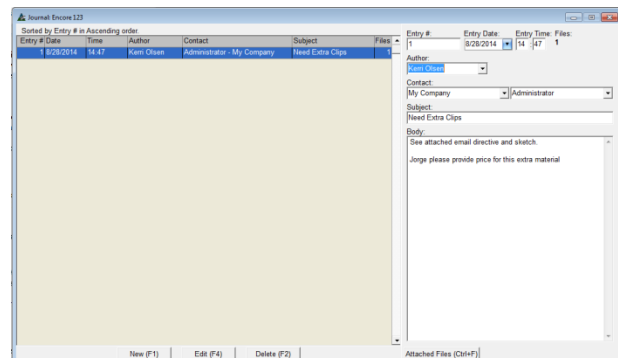 Journal: Encore 123
Sorted by Entry # in Ascending order.
Entry # Date Time Author Contact Subject Files
1 8/28/2014 14:47 Kerri Olsen Administrator - My Company Need Extra Clips 1
Entry #: Entry Date: Entry Time: Files:
1 8/28/2014 14 :47 1
Author:
Kerri Olsen
Contact:
My Company Administrator
Subject:
Need Extra Clips
Body:
See attached email directive and sketch.
Jorge please provide price for this extra material
New (F1) Edit (F4) Delete (F2) Attached Files (Ctrl+F)